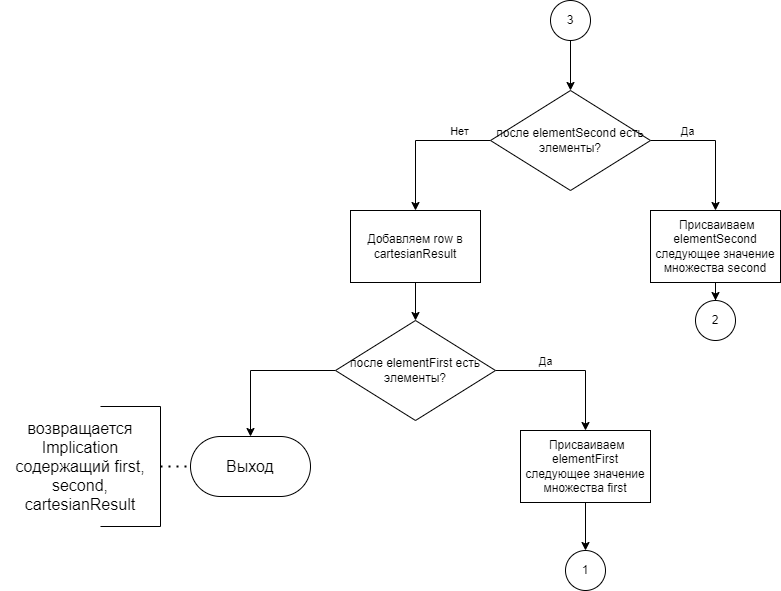 3
после elementSecond есть
элементы?
Нет
Да
Добавляем row в
cartesianResult
Присваиваем
elementSecond
следующее значение
множества second
2
после elementFirst есть
элементы?
Да
возвращается
Implication
содержащий first,
second,
cartesianResult
Выход
Присваиваем
elementFirst
следующее значение
множества first
1